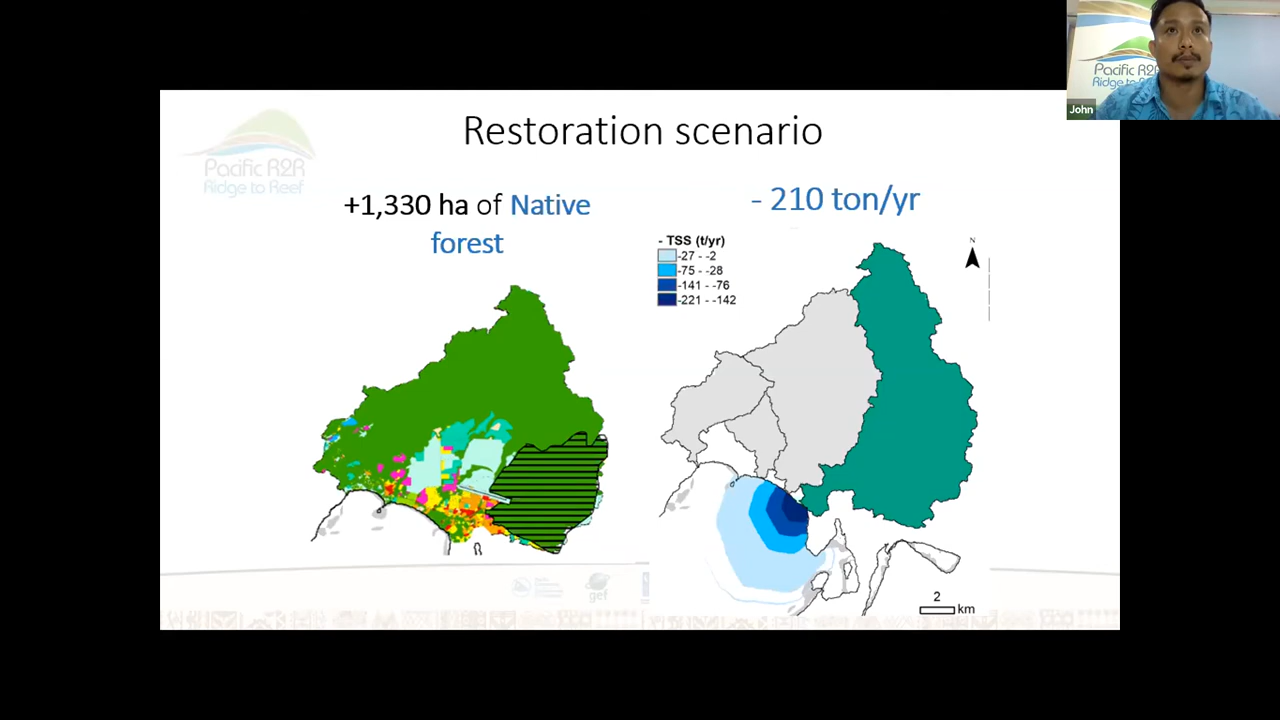 Pacific R2R
Ridge to
John
Restoration scenario
Pacific R2R
Ridge to Reef
+1,330 ha of Native
forest
- 210 ton/yr
- TSS (t/yr)
-27 - -2
-75 - -28
-141 - -76
-221 - -142
N
2
km
gef